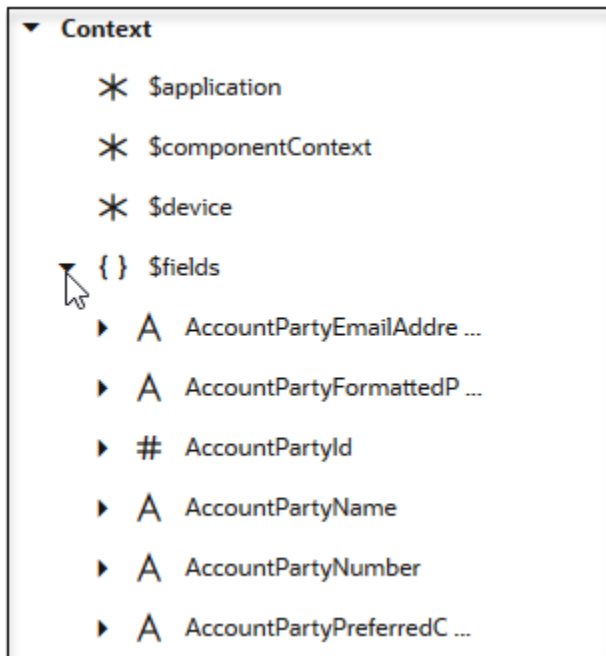 Context
$application
$componentContext
$device
{ } $fields
A AccountPartyEmailAddre ...
A AccountPartyFormattedP ...
# AccountPartyId
A AccountPartyName
A AccountPartyNumber
A AccountPartyPreferredC ...